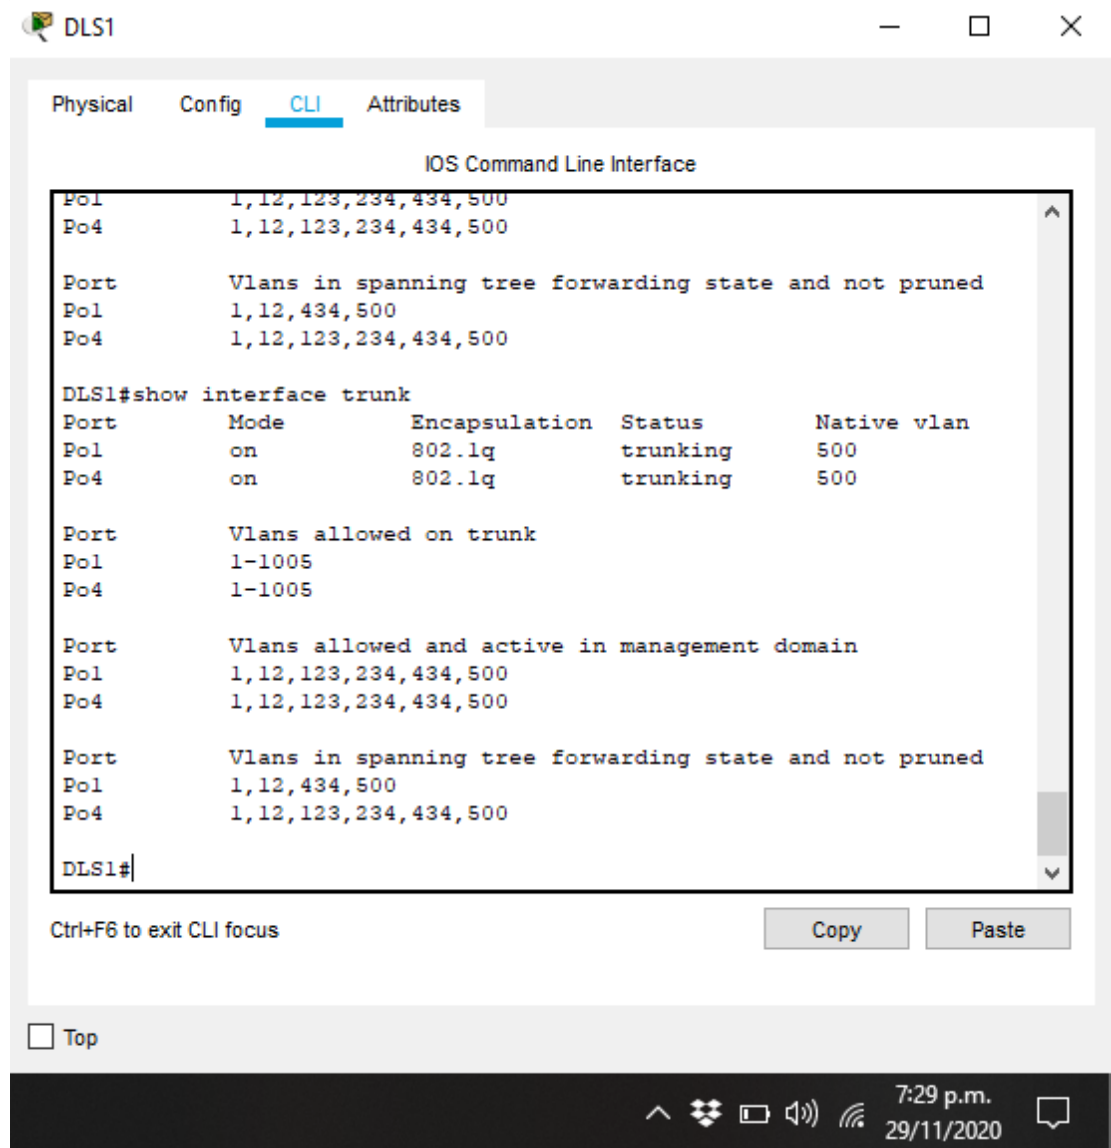 DLS1
Physical Config CLI Attributes
IOS Command Line Interface
Po1 1,12,123,234,434,500
Po4 1,12,123,234,434,500
Port Vlans in spanning tree forwarding state and not pruned
Po1 1,12,434,500
Po4 1,12,123,234,434,500
DLS1#show interface trunk
Port Mode Encapsulation Status Native vlan
Po1 on 802.1q trunking 500
Po4 on 802.1q trunking 500
Port Vlans allowed on trunk
Po1 1-1005
Po4 1-1005
Port Vlans allowed and active in management domain
Po1 1,12,123,234,434,500
Po4 1,12,123,234,434,500
Port Vlans in spanning tree forwarding state and not pruned
Po1 1,12,434,500
Po4 1,12,123,234,434,500
DLS1#
Ctrl+F6 to exit CLI focus Copy Paste
Top
7:29 p.m.
29/11/2020